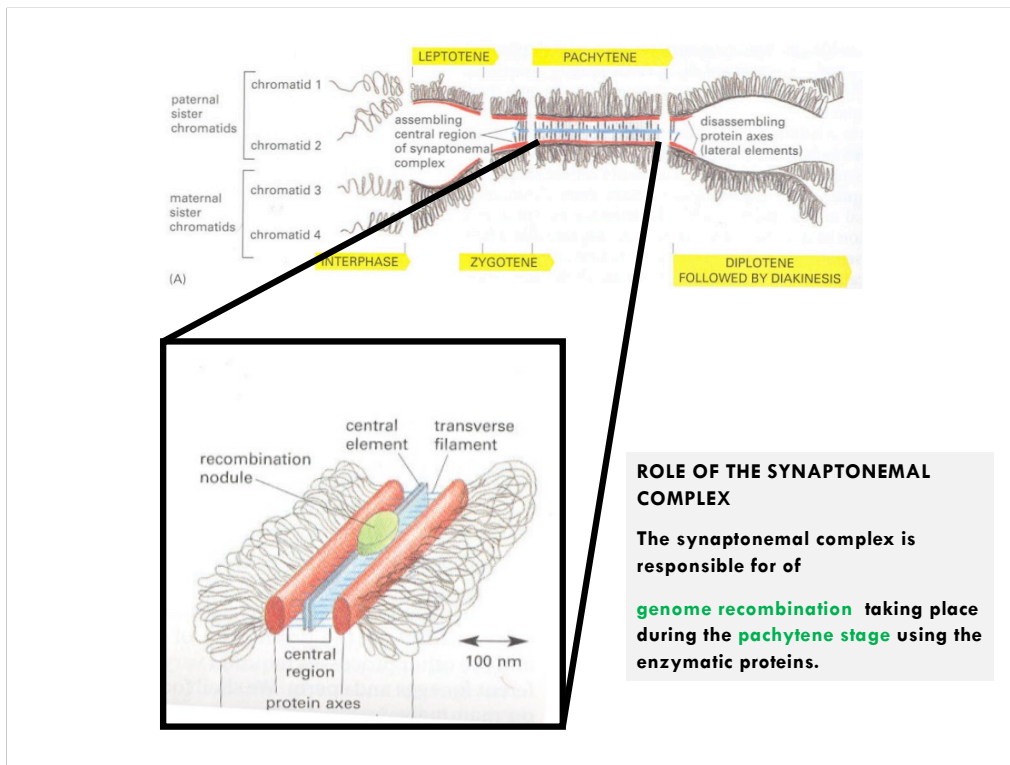 LEPTOTENE
PACHYTENE
paternal
sister
chromatids
chromatid 1
chromatid 2
assembling
central region
of synaptonemal
complex
disassembling
protein axes
(lateral elements)
maternal
sister
chromatids
chromatid 3
chromatid 4
(A)
INTERPHASE
ZYGOTENE
DIPLOTENE
FOLLOWED BY DIAKINESIS
central
element
transverse
filament
recombination
nodule
central
region
100 nm
protein axes
ROLE OF THE SYNAPTONEMAL
COMPLEX
The synaptonemal complex is
responsible for of
genome recombination taking place
during the pachytene stage using the
enzymatic proteins.